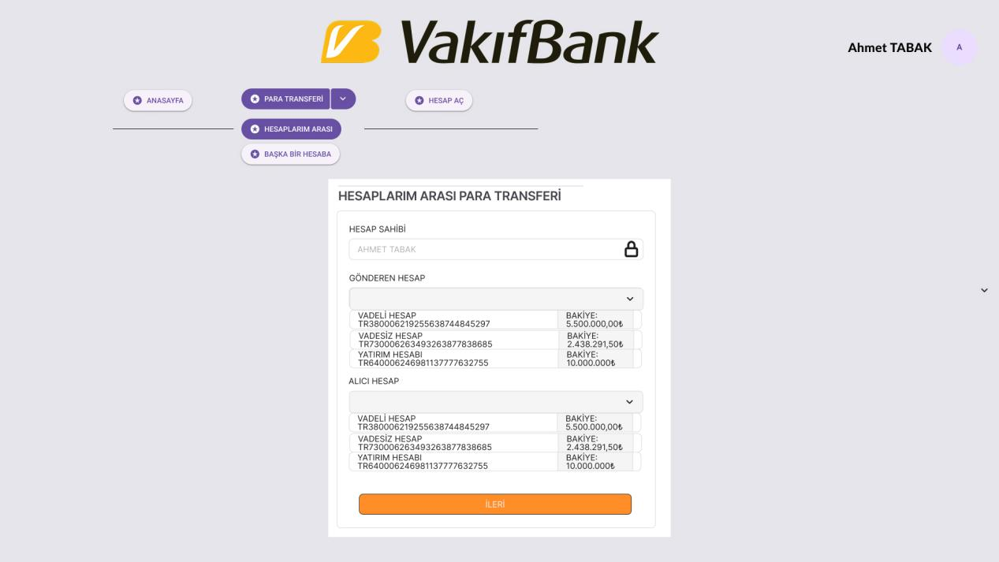 VakıfBank
Ahmet TABAK
A
ANASAYFA
PARA TRANSFERİ
HESAP AÇ
HESAPLARIM ARASI
BAŞKA BİR HESABA
HESAPLARIM ARASI PARA TRANSFERİ
HESAP SAHİBİ
AHMET TABAK
GÖNDEREN HESAP
VADELİ HESAP
TR380006219255638744845297
BAKİYE:
5.500.000,00₺
VADESİZ HESAP
TR730006263493263877838685
BAKİYE:
2.438.291,50₺
YATIRIM HESABI
TR640006246981137777632755
BAKİYE:
10.000.000₺
ALICI HESAP
VADELİ HESAP
TR380006219255638744845297
BAKİYE:
5.500.000,00₺
VADESİZ HESAP
TR730006263493263877838685
BAKİYE:
2.438.291,50₺
YATIRIM HESABI
TR640006246981137777632755
BAKİYE:
10.000.000₺
İLERİ